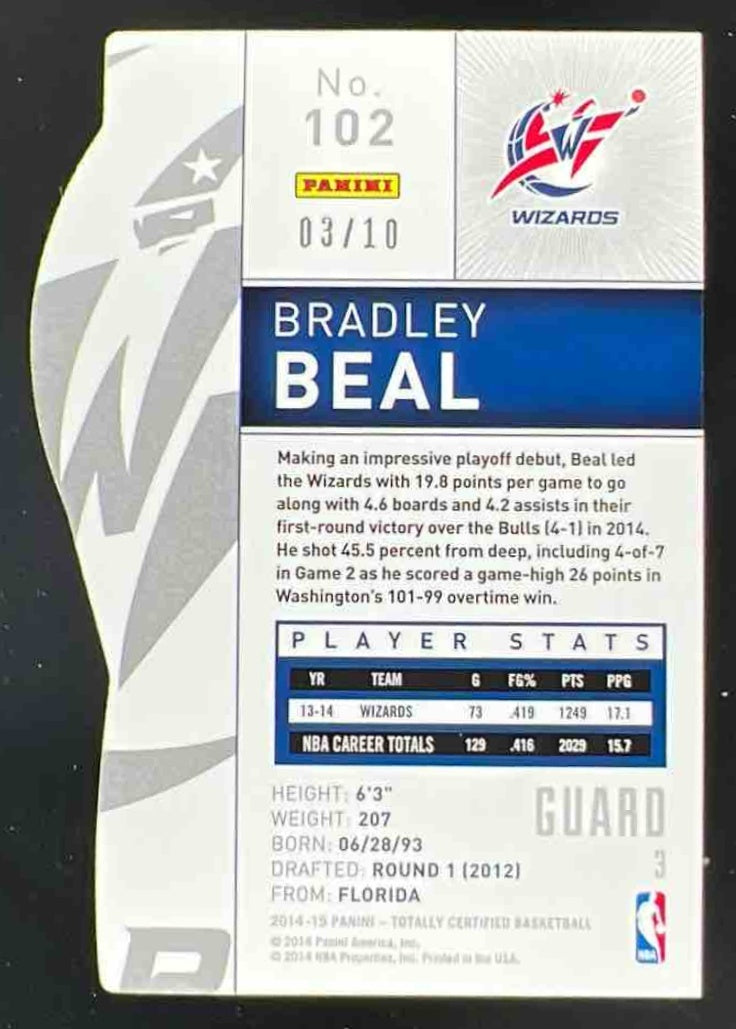 No.
102
PANINI
03/10
WIZARDS
BRADLEY
BEAL
Making an impressive playoff debut, Beal led
the Wizards with 19.8 points per game to go
along with 4.6 boards and 4.2 assists in their
first-round victory over the Bulls (4-1) in 2014.
He shot 45.5 percent from deep, including 4-of-7
in Game 2 as he scored a game-high 26 points in
Washington's 101-99 overtime win.
PLAYER STATS
YR TEAM G FG% PTS PPG
13-14 WIZARDS 73 .419 1249 17.1
NBA CAREER TOTALS 129 .416 2029 15.7
HEIGHT: 6'3"
WEIGHT: 207
BORN: 06/28/93
DRAFTED: ROUND 1 (2012)
FROM: FLORIDA
GUARD
3
2014-15 PANINI – TOTALLY CERTIFIED BASKETBALL
© 2014 Panini America, Inc.
© 2014 NBA Properties, Inc. Printed in the USA.
NBA